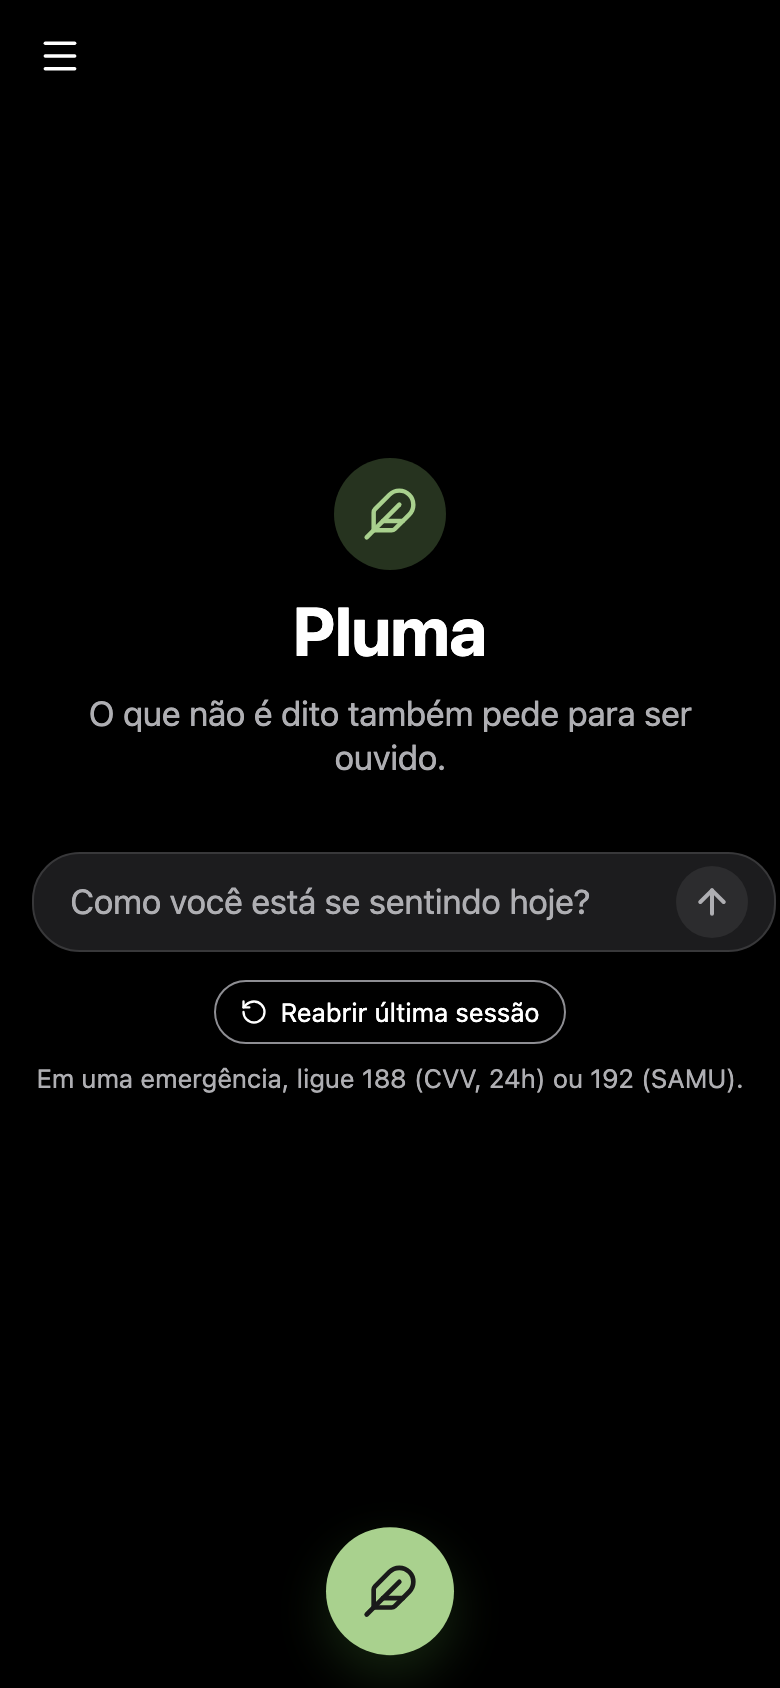 Pluma
O que não é dito também pede para ser
ouvido.
Como você está se sentindo hoje?
Reabrir última sessão
Em uma emergência, ligue 188 (CVV, 24h) ou 192 (SAMU).